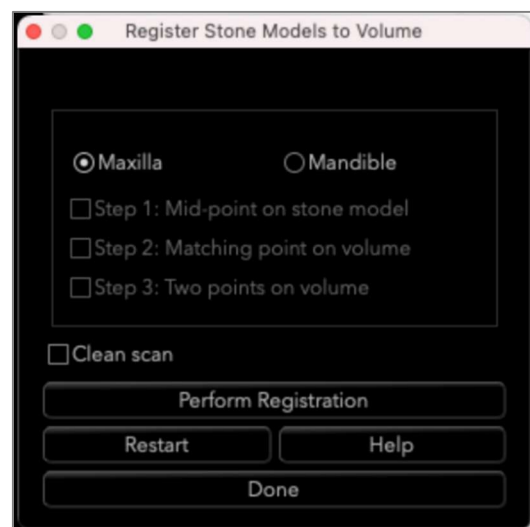 Register Stone Models to Volume
Maxilla Mandible
Step 1: Mid-point on stone model
Step 2: Matching point on volume
Step 3: Two points on volume
Clean scan
Perform Registration
Restart Help
Done